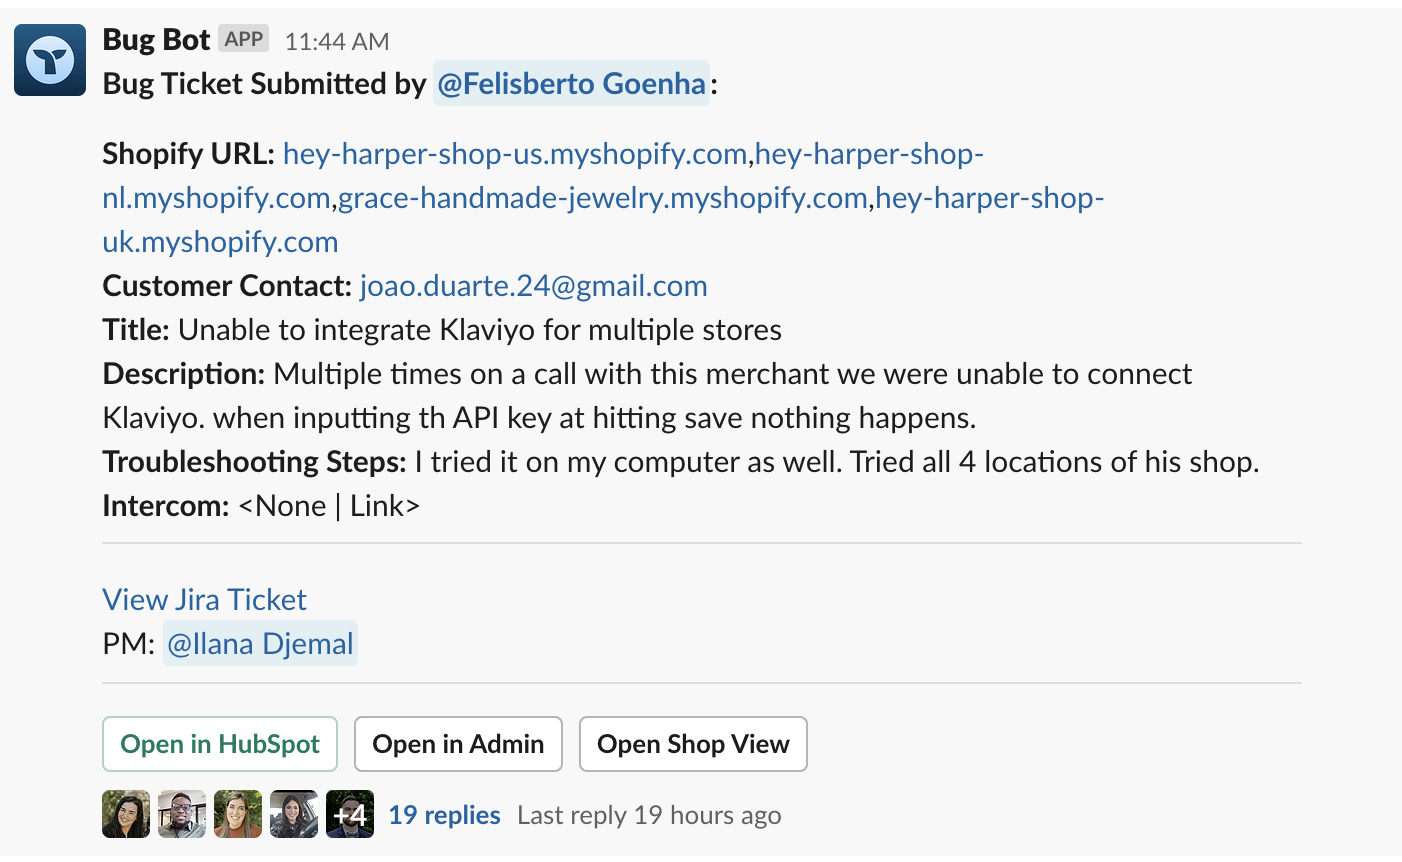 Bug Bot APP 11:44 AM
Bug Ticket Submitted by @Felisberto Goenha:
Shopify URL: hey-harper-shop-us.myshopify.com,hey-harper-shop-
nl.myshopify.com,grace-handmade-jewelry.myshopify.com,hey-harper-shop-
uk.myshopify.com
Customer Contact: joao.duarte.24@gmail.com
Title: Unable to integrate Klaviyo for multiple stores
Description: Multiple times on a call with this merchant we were unable to connect
Klaviyo. when inputting th API key at hitting save nothing happens.
Troubleshooting Steps: I tried it on my computer as well. Tried all 4 locations of his shop.
Intercom: <None | Link>
View Jira Ticket
PM: @Ilana Djemal
Open in HubSpot Open in Admin Open Shop View
+4 19 replies Last reply 19 hours ago